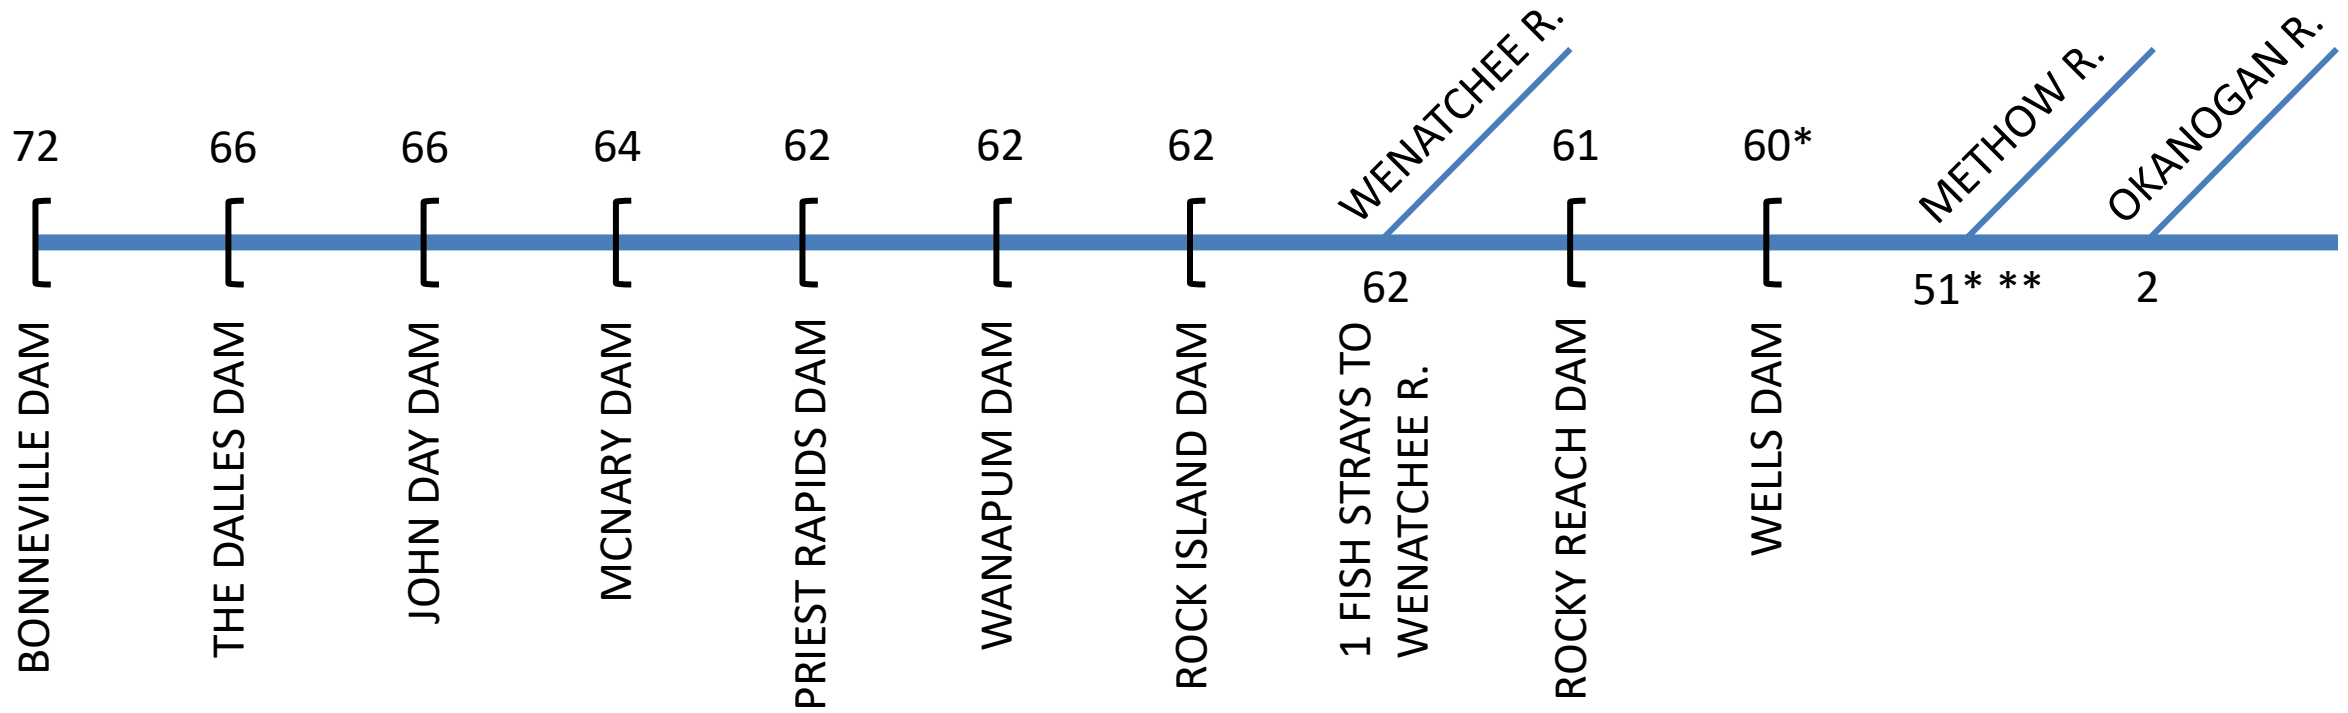 WENATCHEE R.
METHOW R.
OKANOGAN R.
72
66
66
64
62
62
62
61
60*
62
51* **
2
BONNEVILLE DAM
THE DALLES DAM
JOHN DAY DAM
MCNARY DAM
PRIEST RAPIDS DAM
WANAPUM DAM
ROCK ISLAND DAM
1 FISH STRAYS TO
WENATCHEE R.
ROCKY REACH DAM
WELLS DAM